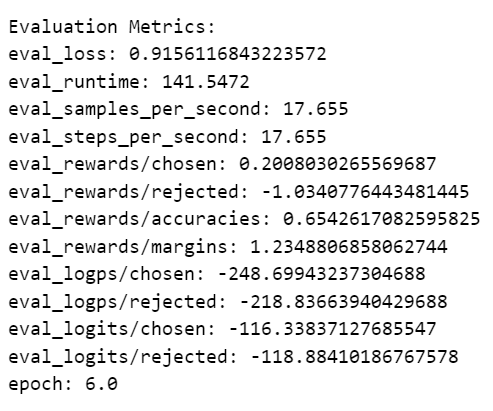 Evaluation Metrics:
eval_loss: 0.9156116843223572
eval_runtime: 141.5472
eval_samples_per_second: 17.655
eval_steps_per_second: 17.655
eval_rewards/chosen: 0.2008030265569687
eval_rewards/rejected: -1.0340776443481445
eval_rewards/accuracies: 0.6542617082595825
eval_rewards/margins: 1.2348806858062744
eval_logps/chosen: -248.69943237304688
eval_logps/rejected: -218.83663940429688
eval_logits/chosen: -116.33837127685547
eval_logits/rejected: -118.88410186767578
epoch: 6.0